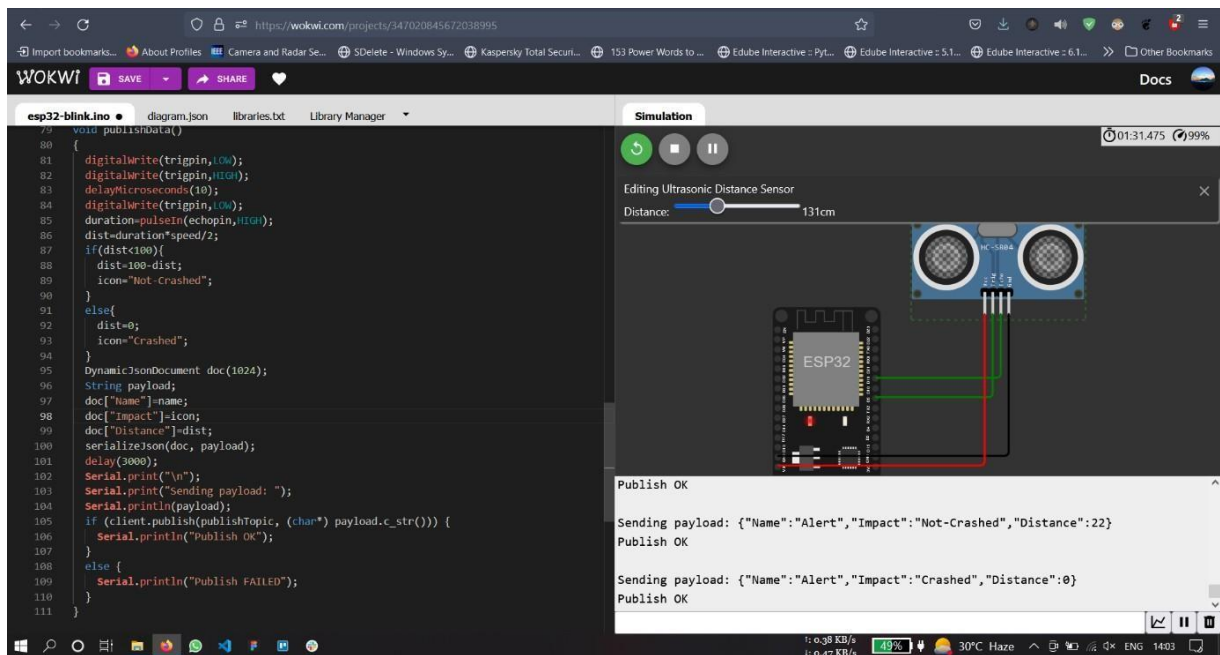 https://wokwi.com/projects/347020845672038995
2
Import bookmarks... About Profiles Camera and Radar Se... SDelete - Windows Sy... Kaspersky Total Securi... 153 Power Words to ... Edube Interactive :: Pyt... Edube Interactive :: 5.1... Edube Interactive :: 6.1... Other Bookmarks
WOKWI SAVE SHARE Docs
esp32-blink.ino diagram.json libraries.txt Library Manager
79 void publishData()
80 {
81 digitalWrite(trigpin,LOW);
82 digitalWrite(trigpin,HIGH);
83 delayMicroseconds(10);
84 digitalWrite(trigpin,LOW);
85 duration=pulseIn(echopin,HIGH);
86 dist=duration*speed/2;
87 if(dist<100){
88 dist=100-dist;
89 icon="Not-Crashed";
90 }
91 else{
92 dist=0;
93 icon="Crashed";
94 }
95 DynamicJsonDocument doc(1024);
96 String payload;
97 doc["Name"]=name;
98 doc["Impact"]=icon;
99 doc["Distance"]=dist;
100 serializeJson(doc, payload);
101 delay(3000);
102 Serial.print("\n");
103 Serial.print("Sending payload: ");
104 Serial.println(payload);
105 if (client.publish(publishTopic, (char*) payload.c_str())) {
106 Serial.println("Publish OK");
107 }
108 else {
109 Serial.println("Publish FAILED");
110 }
111 }
Simulation
01:31.475 99%
Editing Ultrasonic Distance Sensor
Distance: 131cm
HC-SR04
ESP32
Publish OK
Sending payload: {"Name":"Alert","Impact":"Not-Crashed","Distance":22}
Publish OK
Sending payload: {"Name":"Alert","Impact":"Crashed","Distance":0}
Publish OK
0.38 KB/s
0.47 KB/s
49% 30°C Haze ENG 14:03